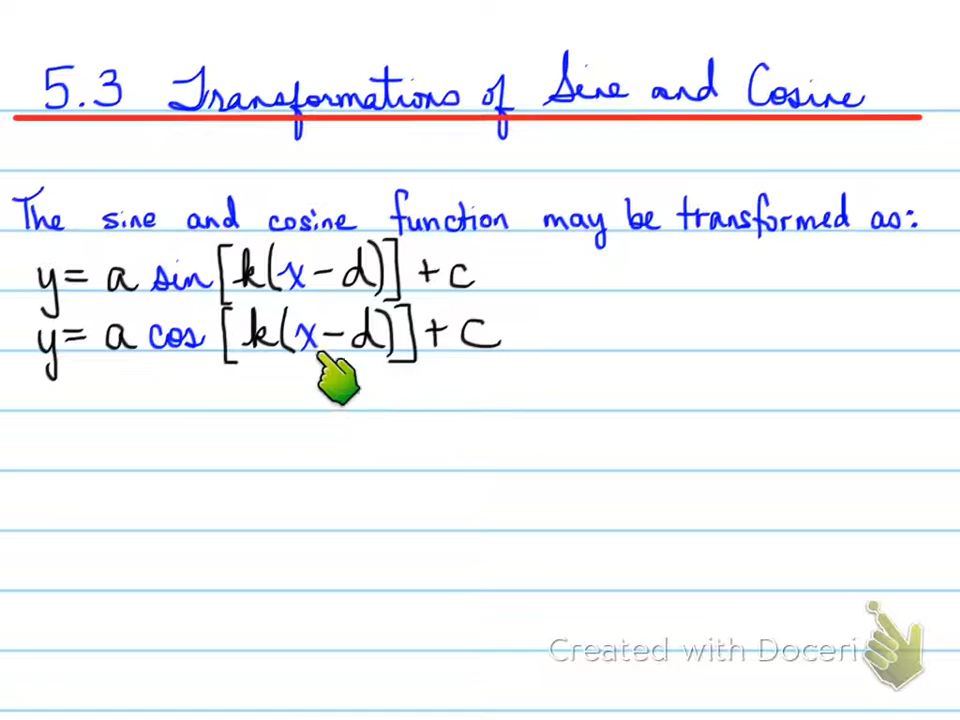 5.3 Transformations of Sine and Cosine
The sine and cosine function may be transformed as:
y = a sin [k(x - d)] + c
y = a cos [k(x - d)] + c
Created with Doceri